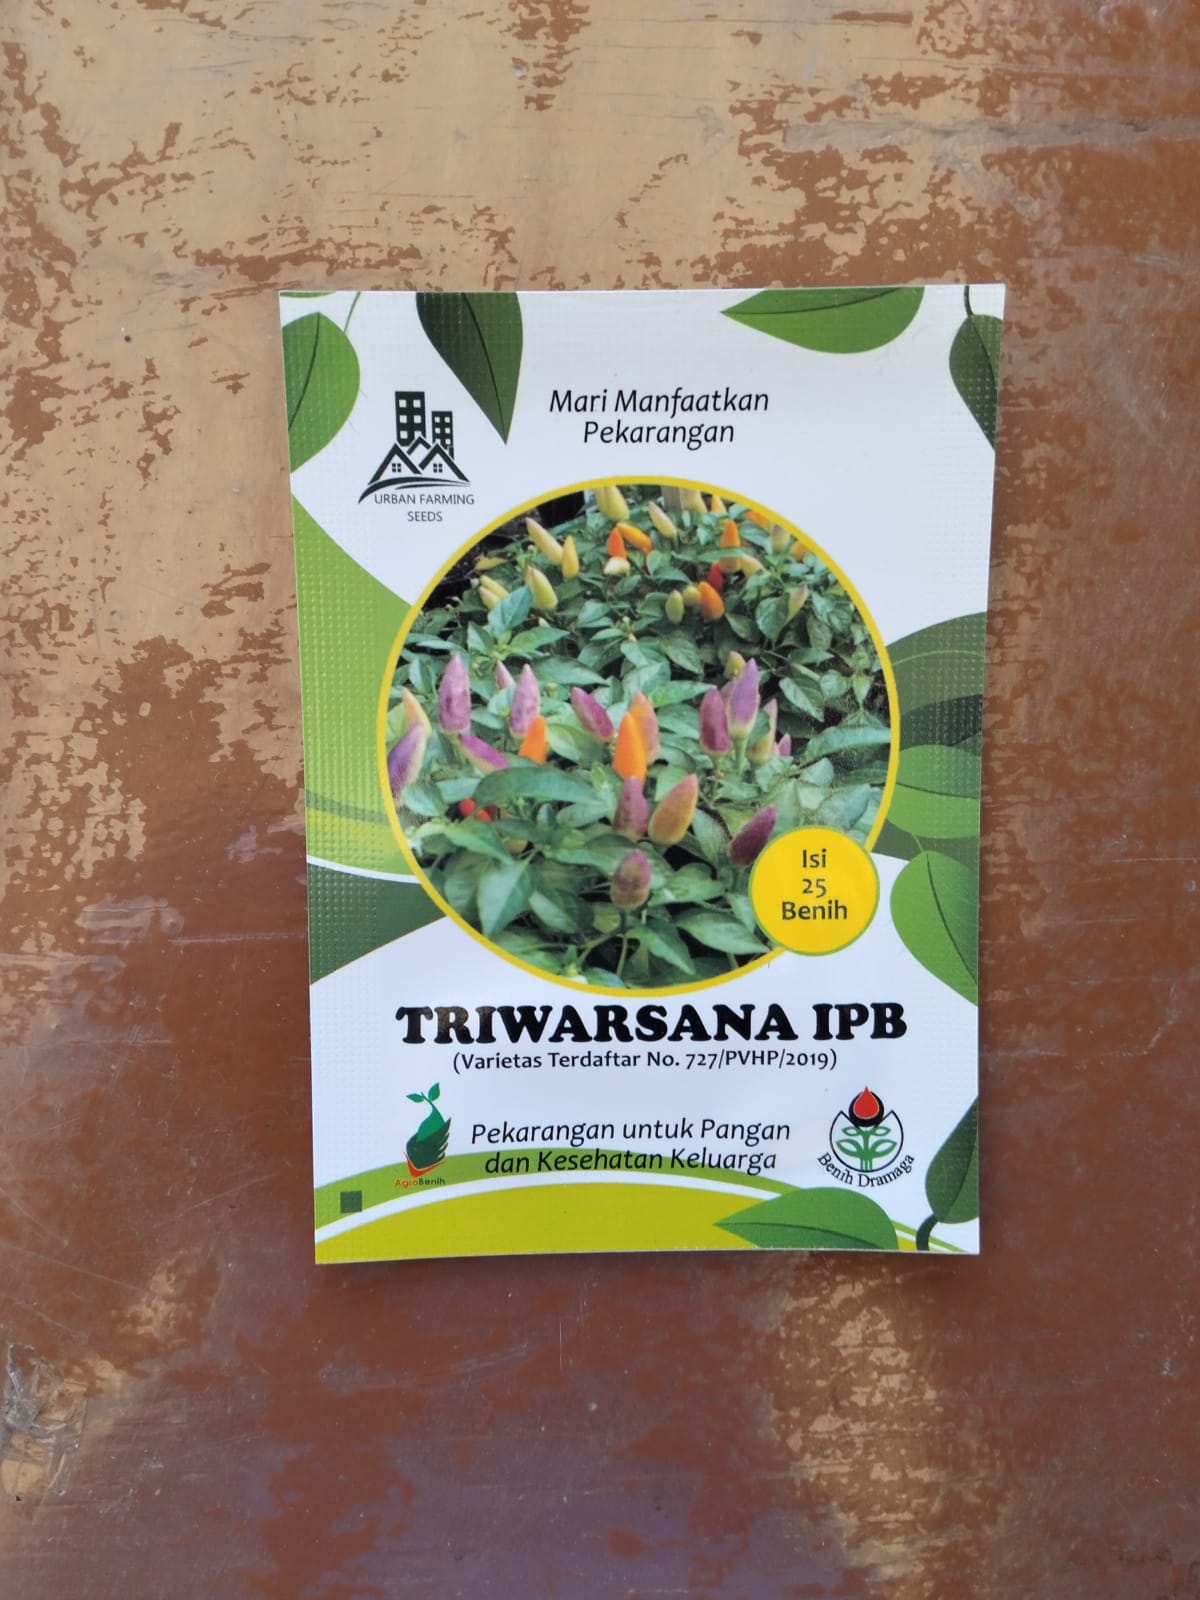 Mari Manfaatkan
Pekarangan
URBAN FARMING
SEEDS
Isi
25
Benih
TRIWARSANA IPB
(Varietas Terdaftar No. 727/PVHP/2019)
Pekarangan untuk Pangan
dan Kesehatan Keluarga
AgroBenih
Benih Dramaga